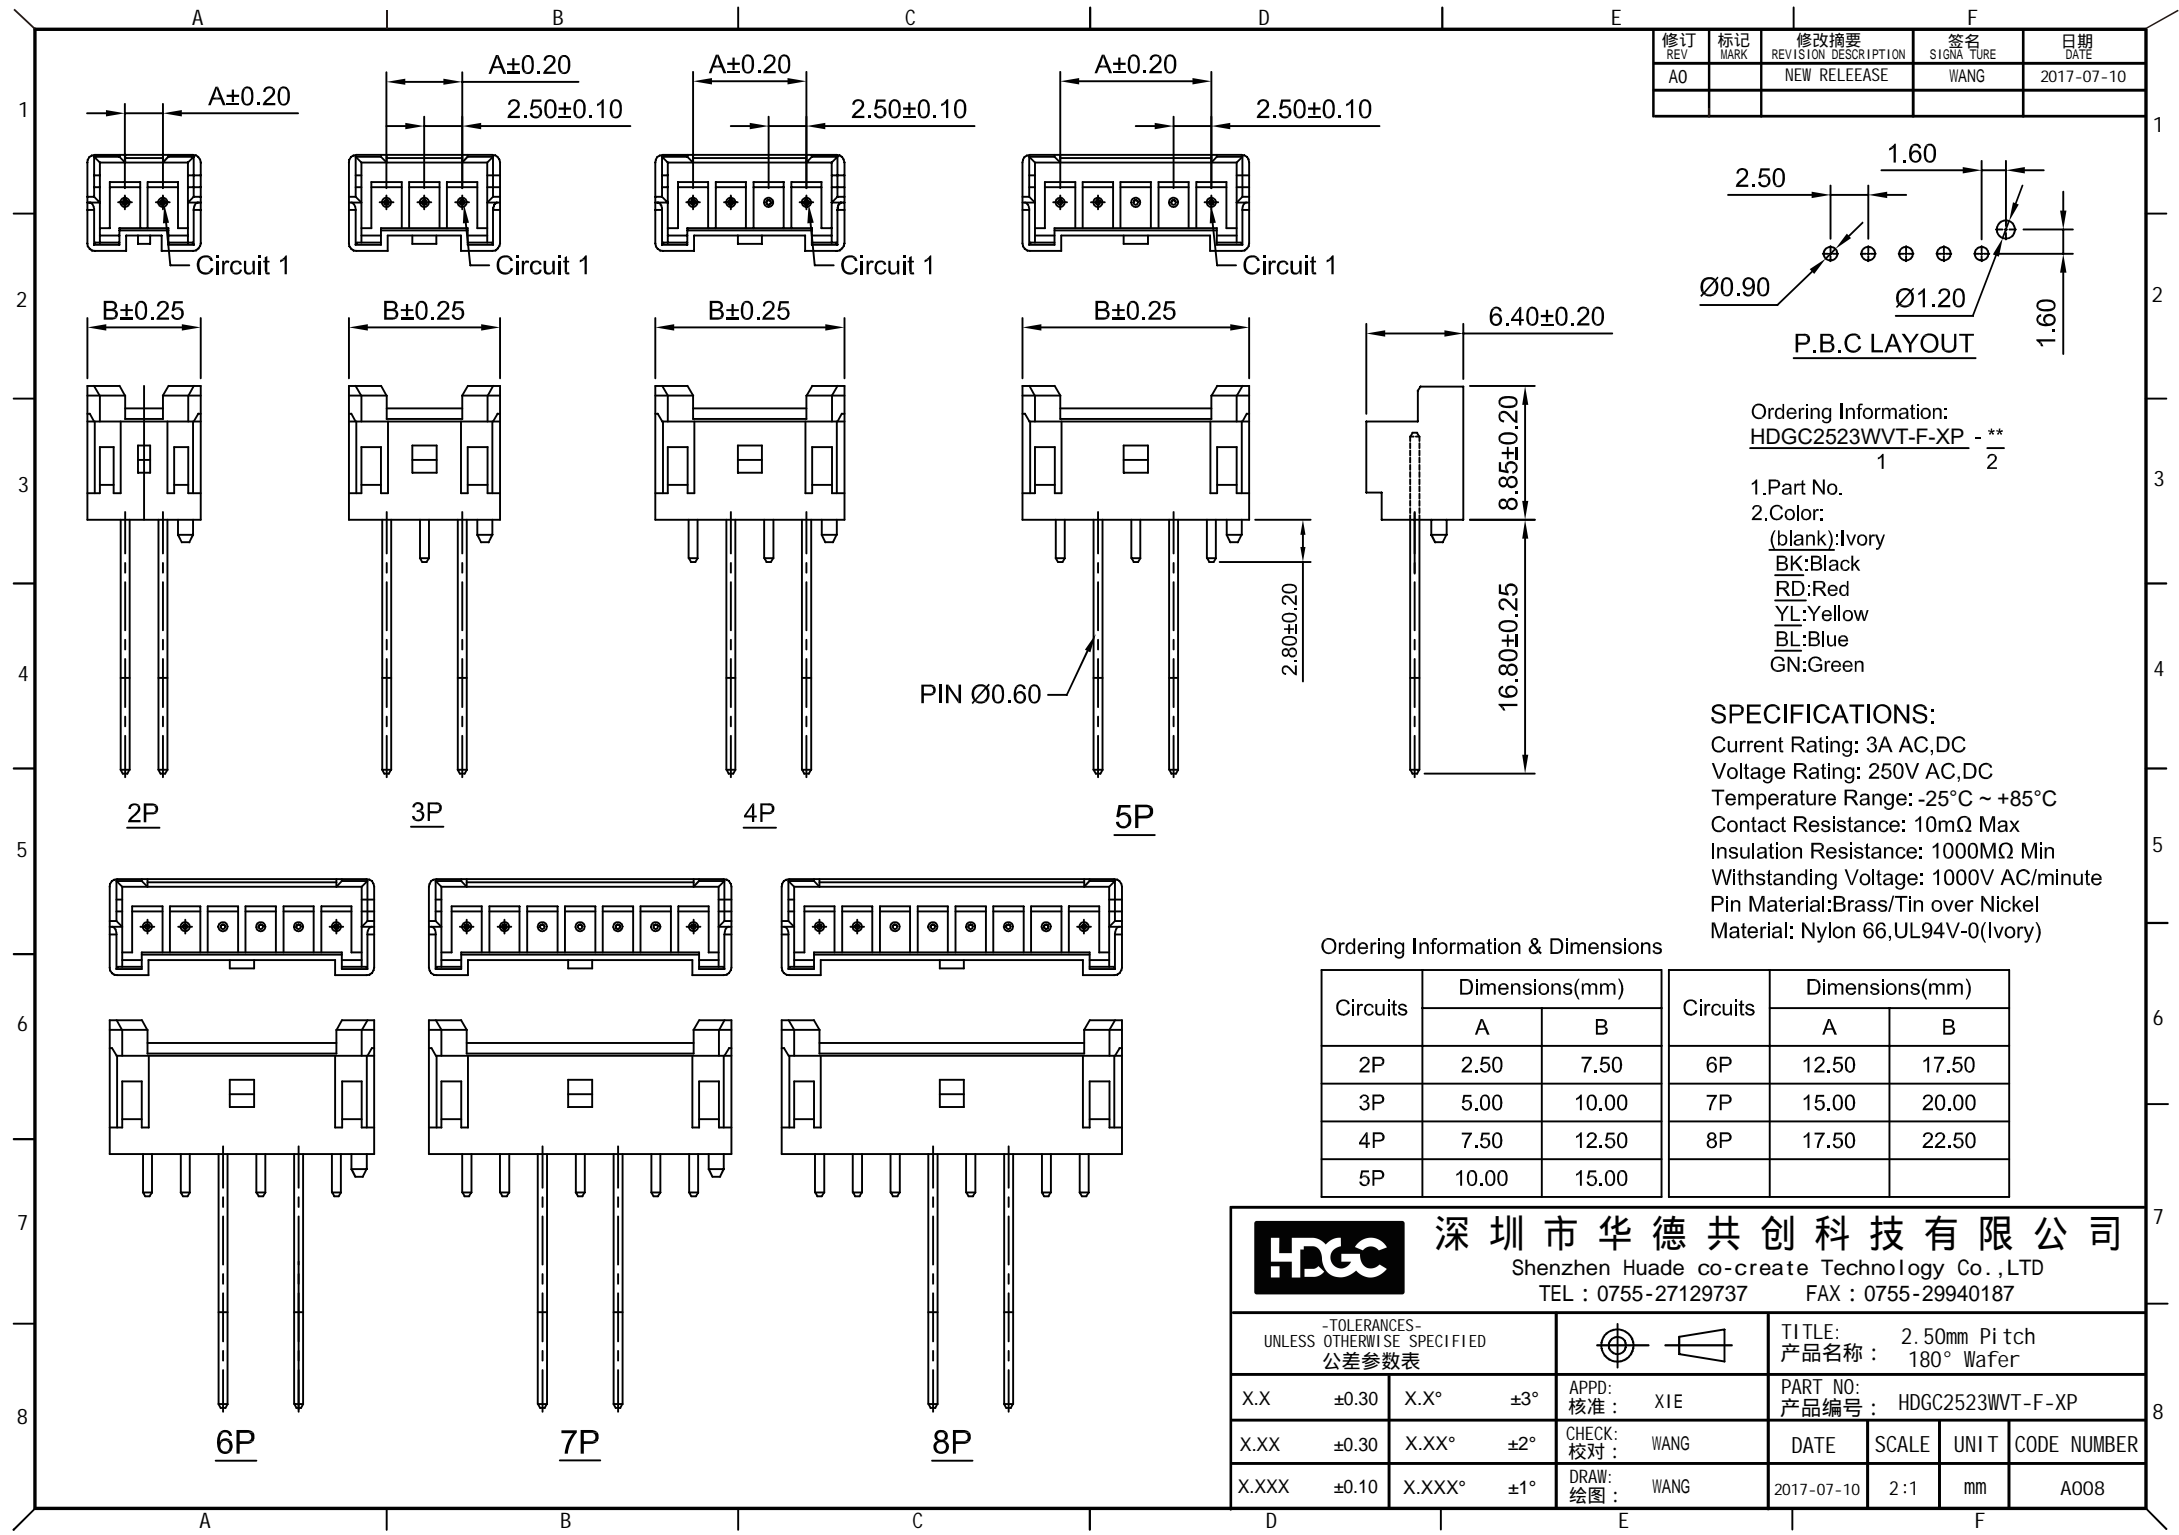 A B C D E F
修订 标记 修改摘要 签名 日期
REV MARK REVISION DESCRIPTION SIGNA TURE DATE
A0 NEW RELEEASE WANG 2017-07-10
1 1
A±0.20
A±0.20
2.50±0.10
A±0.20
2.50±0.10
A±0.20
2.50±0.10
Circuit 1
Circuit 1
Circuit 1
Circuit 1
2 2
B±0.25
B±0.25
B±0.25
B±0.25
6.40±0.20
1.60
2.50
Ø0.90
Ø1.20
1.60
P.B.C LAYOUT
3 3
8.85±0.20
2.80±0.20
16.80±0.25
PIN Ø0.60
4 4
2P
3P
4P
5P
Ordering Information:
HDGC2523WVT-F-XP - **
1 2
1.Part No.
2.Color:
(blank):Ivory
BK:Black
RD:Red
YL:Yellow
BL:Blue
GN:Green
SPECIFICATIONS:
Current Rating: 3A AC,DC
Voltage Rating: 250V AC,DC
Temperature Range: -25°C ~ +85°C
Contact Resistance: 10mΩ Max
Insulation Resistance: 1000MΩ Min
Withstanding Voltage: 1000V AC/minute
Pin Material:Brass/Tin over Nickel
Material: Nylon 66,UL94V-0(Ivory)
5 5
6 6
Ordering Information & Dimensions
Circuits Dimensions(mm) Circuits Dimensions(mm)
A B A B
2P 2.50 7.50 6P 12.50 17.50
3P 5.00 10.00 7P 15.00 20.00
4P 7.50 12.50 8P 17.50 22.50
5P 10.00 15.00
7 7
6P
7P
8P
8 8
HDGC
深圳市华德共创科技有限公司
Shenzhen Huade co-create Technology Co.,LTD
TEL : 0755-27129737 FAX : 0755-29940187
-TOLERANCES-
UNLESS OTHERWISE SPECIFIED
公差参数表
TITLE: 2.50mm Pitch
产品名称： 180° Wafer
X.X ±0.30 X.X° ±3°
APPD:
核准： XIE
PART NO:
产品编号： HDGC2523WVT-F-XP
X.XX ±0.30 X.XX° ±2°
CHECK:
校对： WANG
DATE SCALE UNIT CODE NUMBER
X.XXX ±0.10 X.XXX° ±1°
DRAW:
绘图： WANG
2017-07-10 2:1 mm A008
A B C D E F